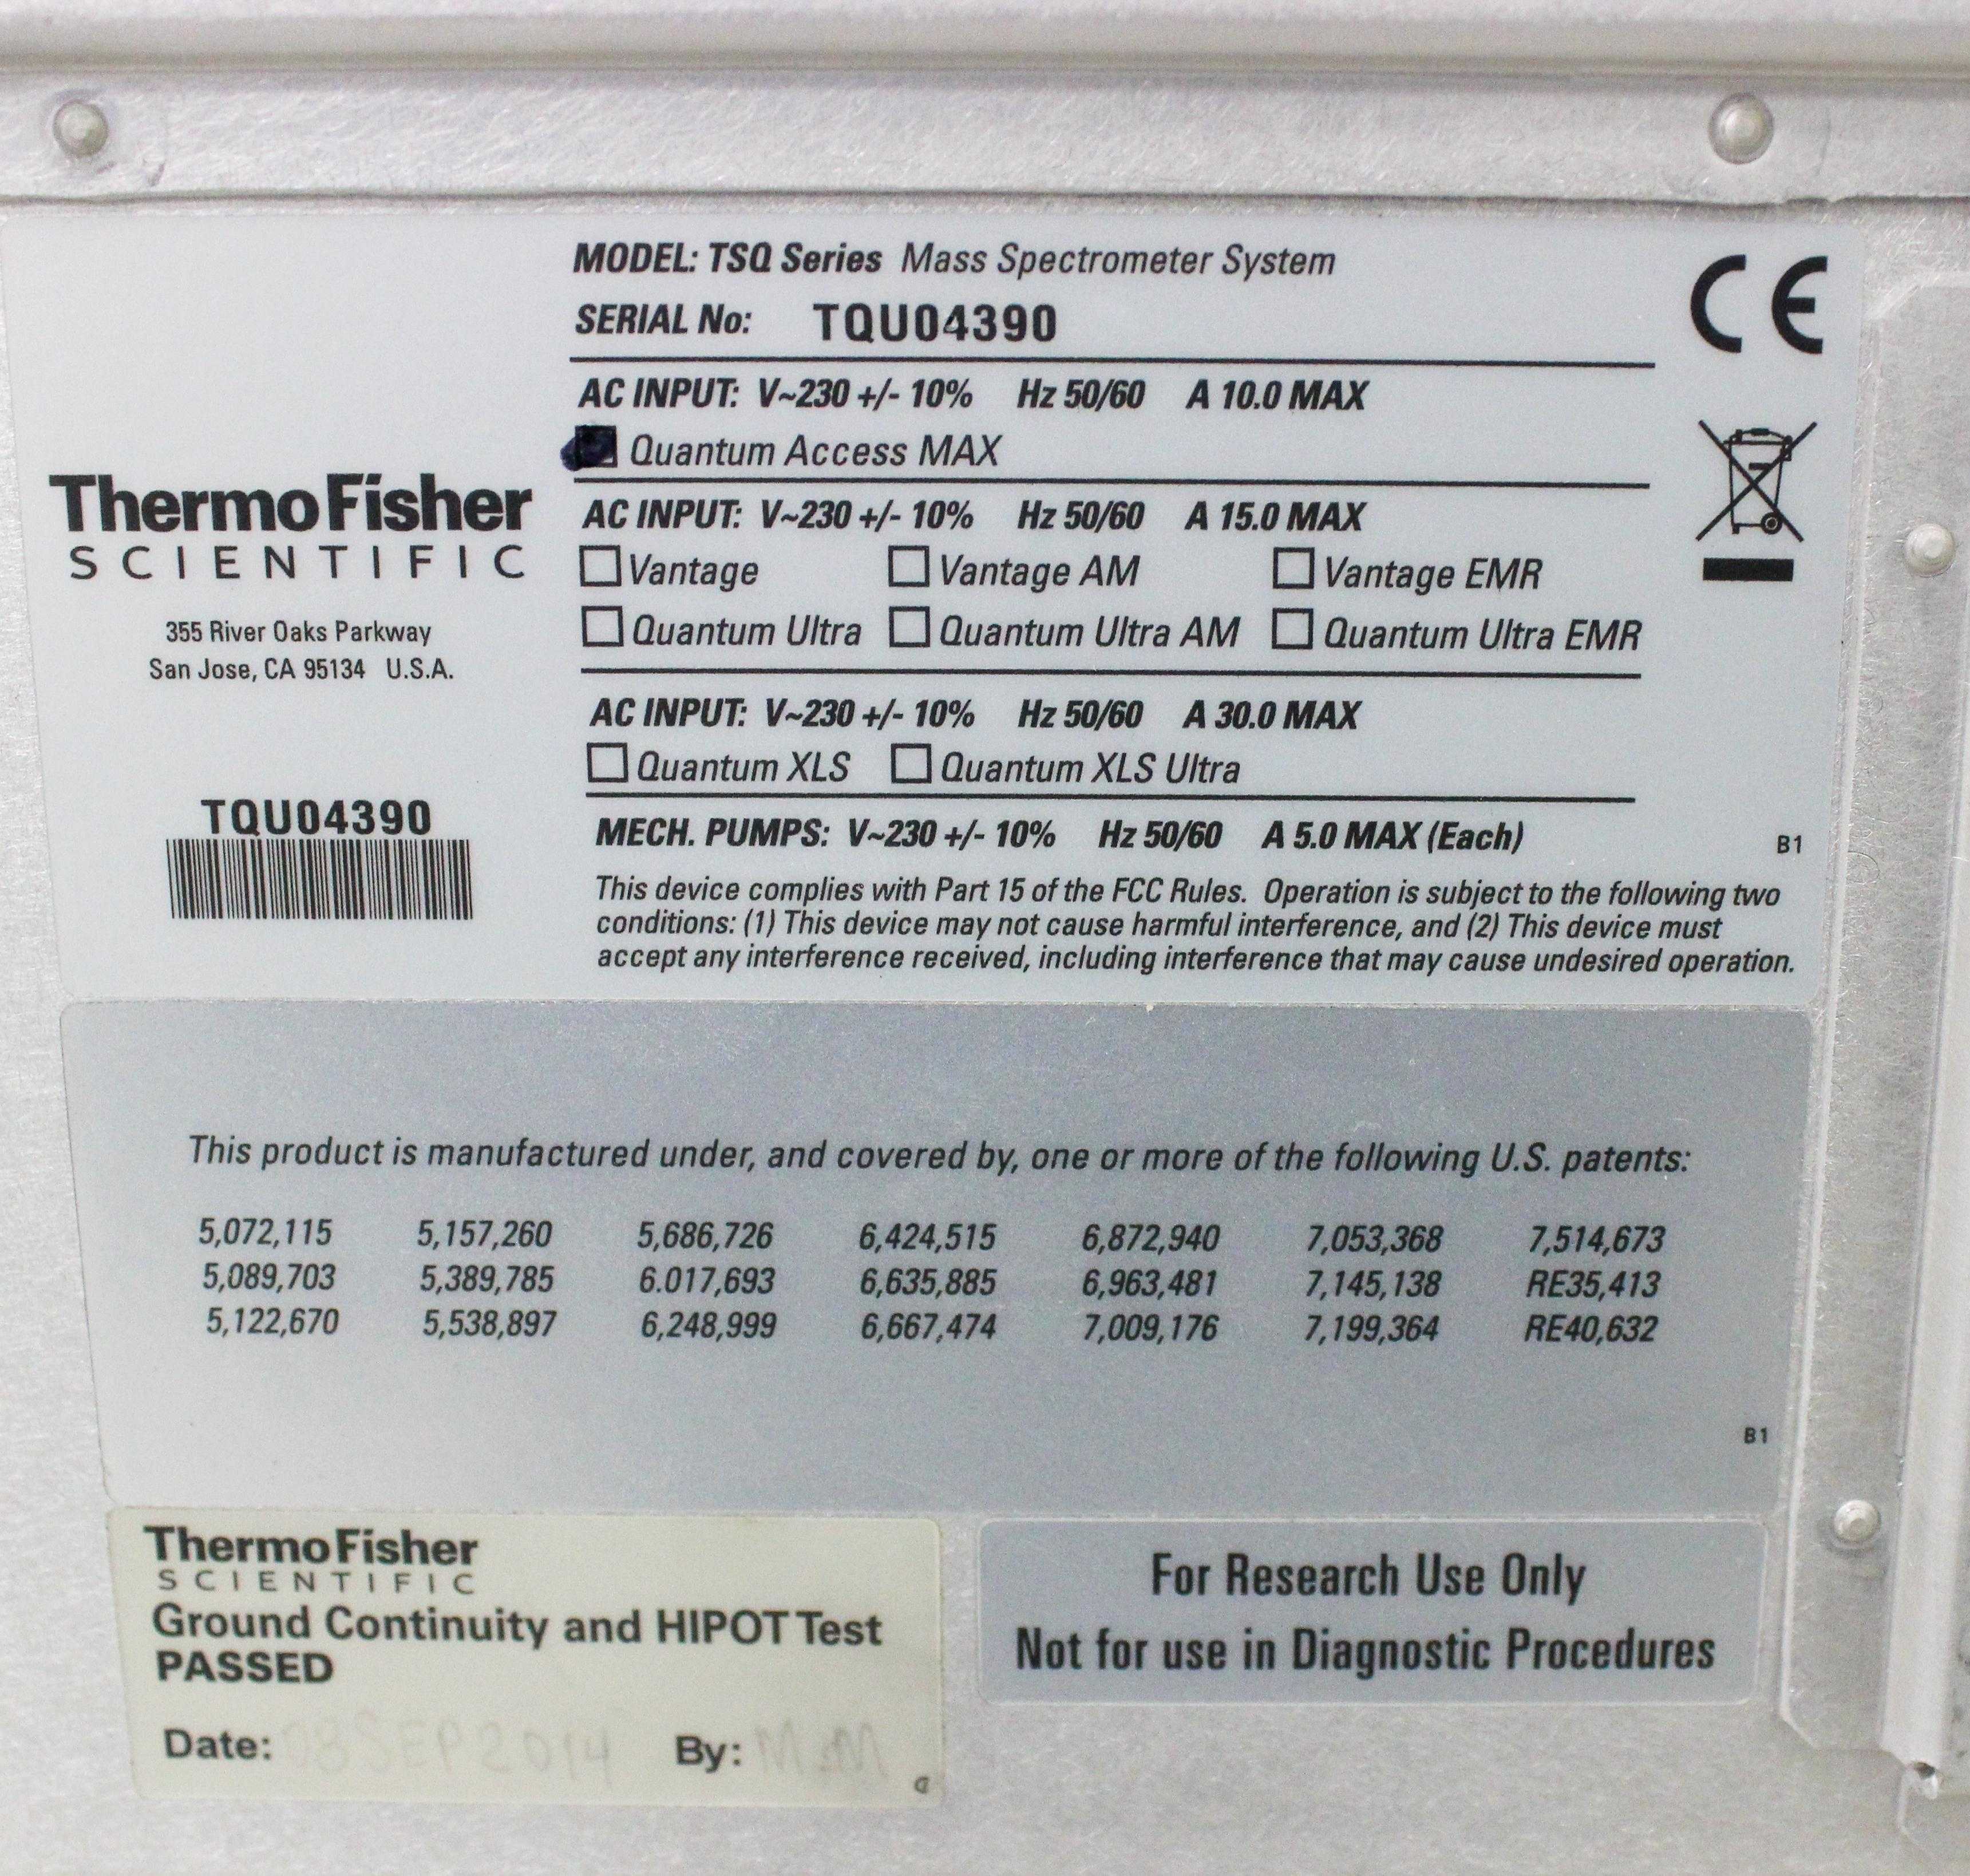 MODEL: TSQ Series Mass Spectrometer System
SERIAL No: TQU04390
AC INPUT: V~230 +/- 10% Hz 50/60 A 10.0 MAX
Quantum Access MAX
AC INPUT: V~230 +/- 10% Hz 50/60 A 15.0 MAX
Vantage Vantage AM Vantage EMR
Quantum Ultra Quantum Ultra AM Quantum Ultra EMR
AC INPUT: V~230 +/- 10% Hz 50/60 A 30.0 MAX
Quantum XLS Quantum XLS Ultra
MECH. PUMPS: V~230 +/- 10% Hz 50/60 A 5.0 MAX (Each)
B1
This device complies with Part 15 of the FCC Rules. Operation is subject to the following two
conditions: (1) This device may not cause harmful interference, and (2) This device must
accept any interference received, including interference that may cause undesired operation.
CE
ThermoFisher
SCIENTIFIC
355 River Oaks Parkway
San Jose, CA 95134 U.S.A.
TQU04390
This product is manufactured under, and covered by, one or more of the following U.S. patents:
5,072,115 5,157,260 5,686,726 6,424,515 6,872,940 7,053,368 7,514,673
5,089,703 5,389,785 6.017,693 6,635,885 6,963,481 7,145,138 RE35,413
5,122,670 5,538,897 6,248,999 6,667,474 7,009,176 7,199,364 RE40,632
B1
ThermoFisher
SCIENTIFIC
Ground Continuity and HIPOT Test
PASSED
Date: 08SEP2014 By: M.M
For Research Use Only
Not for use in Diagnostic Procedures